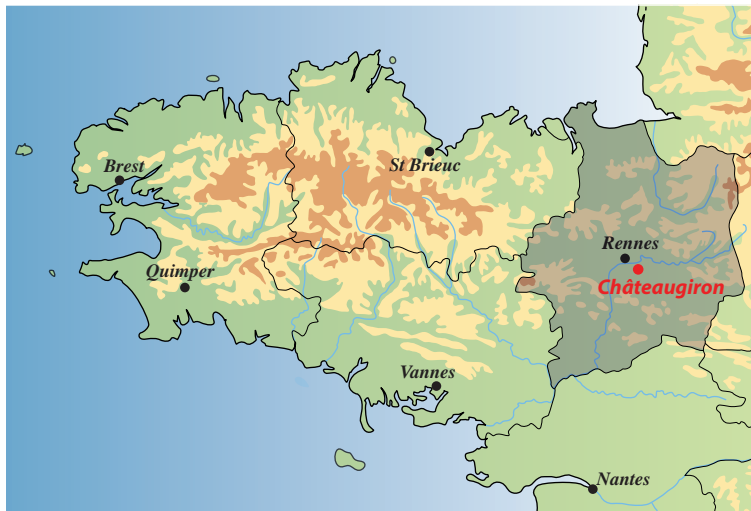 St Brieuc
Brest
Rennes
Quimper
Châteaugiron
Vannes
Nantes